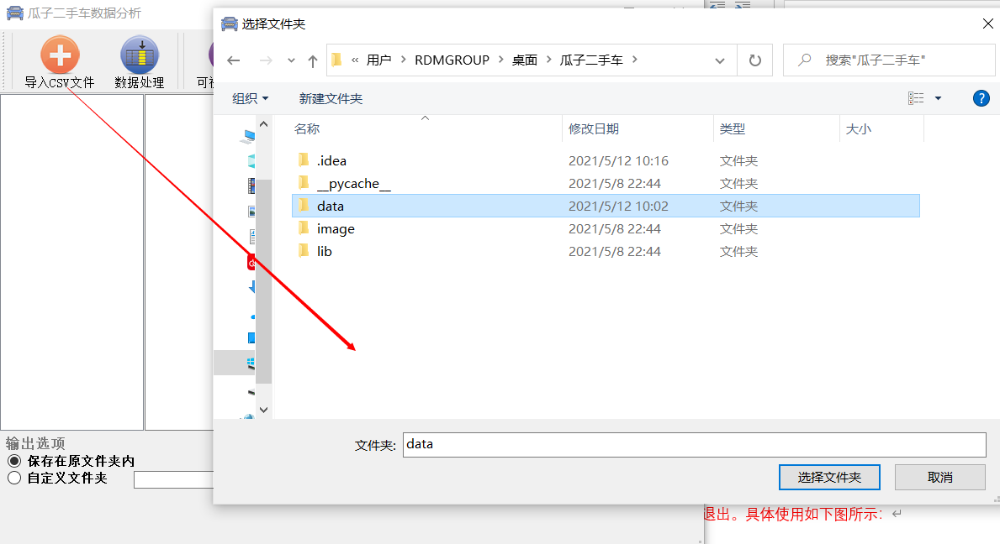 瓜子二手车数据分析
选择文件夹
导入CSV文件
数据处理
可
« 用户 > RDMGROUP > 桌面 > 瓜子二手车 >
搜索"瓜子二手车"
组织
新建文件夹
?
名称 修改日期 类型 大小
.idea 2021/5/12 10:16 文件夹
__pycache__ 2021/5/8 22:44 文件夹
data 2021/5/12 10:02 文件夹
image 2021/5/8 22:44 文件夹
lib 2021/5/8 22:44 文件夹
文件夹: data
选择文件夹 取消
输出选项
保存在原文件夹内
自定义文件夹
退出。具体使用如下图所示：